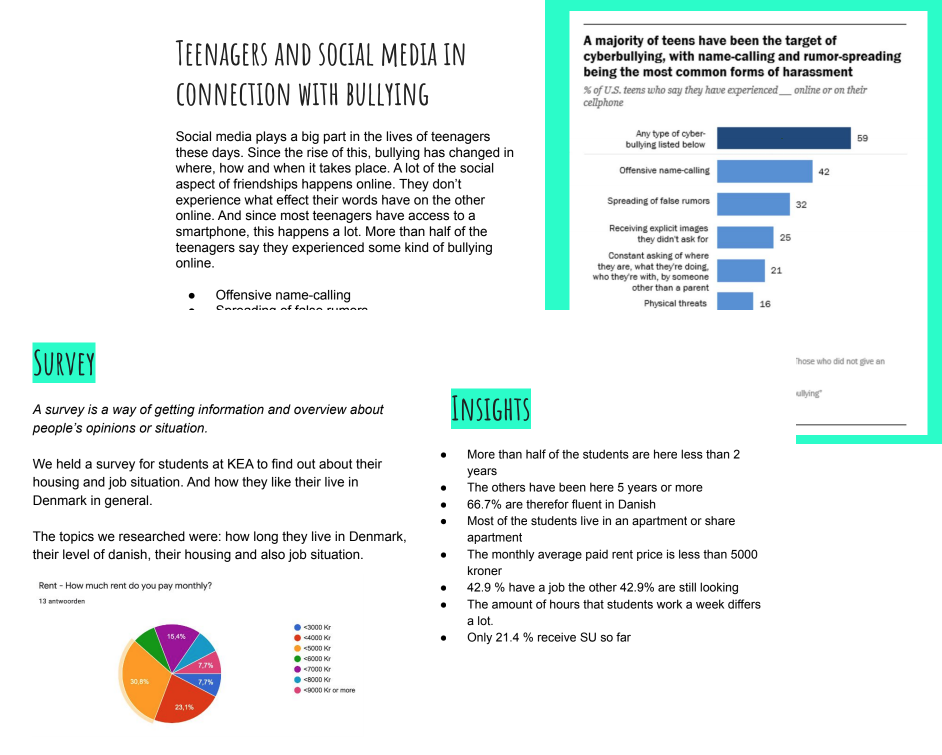 TEENAGERS AND SOCIAL MEDIA IN
CONNECTION WITH BULLYING
Social media plays a big part in the lives of teenagers
these days. Since the rise of this, bullying has changed in
where, how and when it takes place. A lot of the social
aspect of friendships happens online. They don’t
experience what effect their words have on the other
online. And since most teenagers have access to a
smartphone, this happens a lot. More than half of the
teenagers say they experienced some kind of bullying
online.
● Offensive name-calling
● Spreading of false rumors
A majority of teens have been the target of
cyberbullying, with name-calling and rumor-spreading
being the most common forms of harassment
% of U.S. teens who say they have experienced __ online or on their
cellphone
Any type of cyber-
bullying listed below
59
Offensive name-calling
42
Spreading of false rumors
32
Receiving explicit images
they didn't ask for
25
Constant asking of where
they are, what they're doing,
who they're with, by someone
other than a parent
21
Physical threats
16
Those who did not give an
ullying"
SURVEY
A survey is a way of getting information and overview about
people’s opinions or situation.
We held a survey for students at KEA to find out about their
housing and job situation. And how they like their live in
Denmark in general.
The topics we researched were: how long they live in Denmark,
their level of danish, their housing and also job situation.
Rent - How much rent do you pay monthly?
13 antwoorden
15,4%
7,7%
7,7%
23,1%
30,8%
<3000 Kr
<4000 Kr
<5000 Kr
<6000 Kr
<7000 Kr
<8000 Kr
<9000 Kr or more
INSIGHTS
● More than half of the students are here less than 2
years
● The others have been here 5 years or more
● 66.7% are therefor fluent in Danish
● Most of the students live in an apartment or share
apartment
● The monthly average paid rent price is less than 5000
kroner
● 42.9 % have a job the other 42.9% are still looking
● The amount of hours that students work a week differs
a lot.
● Only 21.4 % receive SU so far